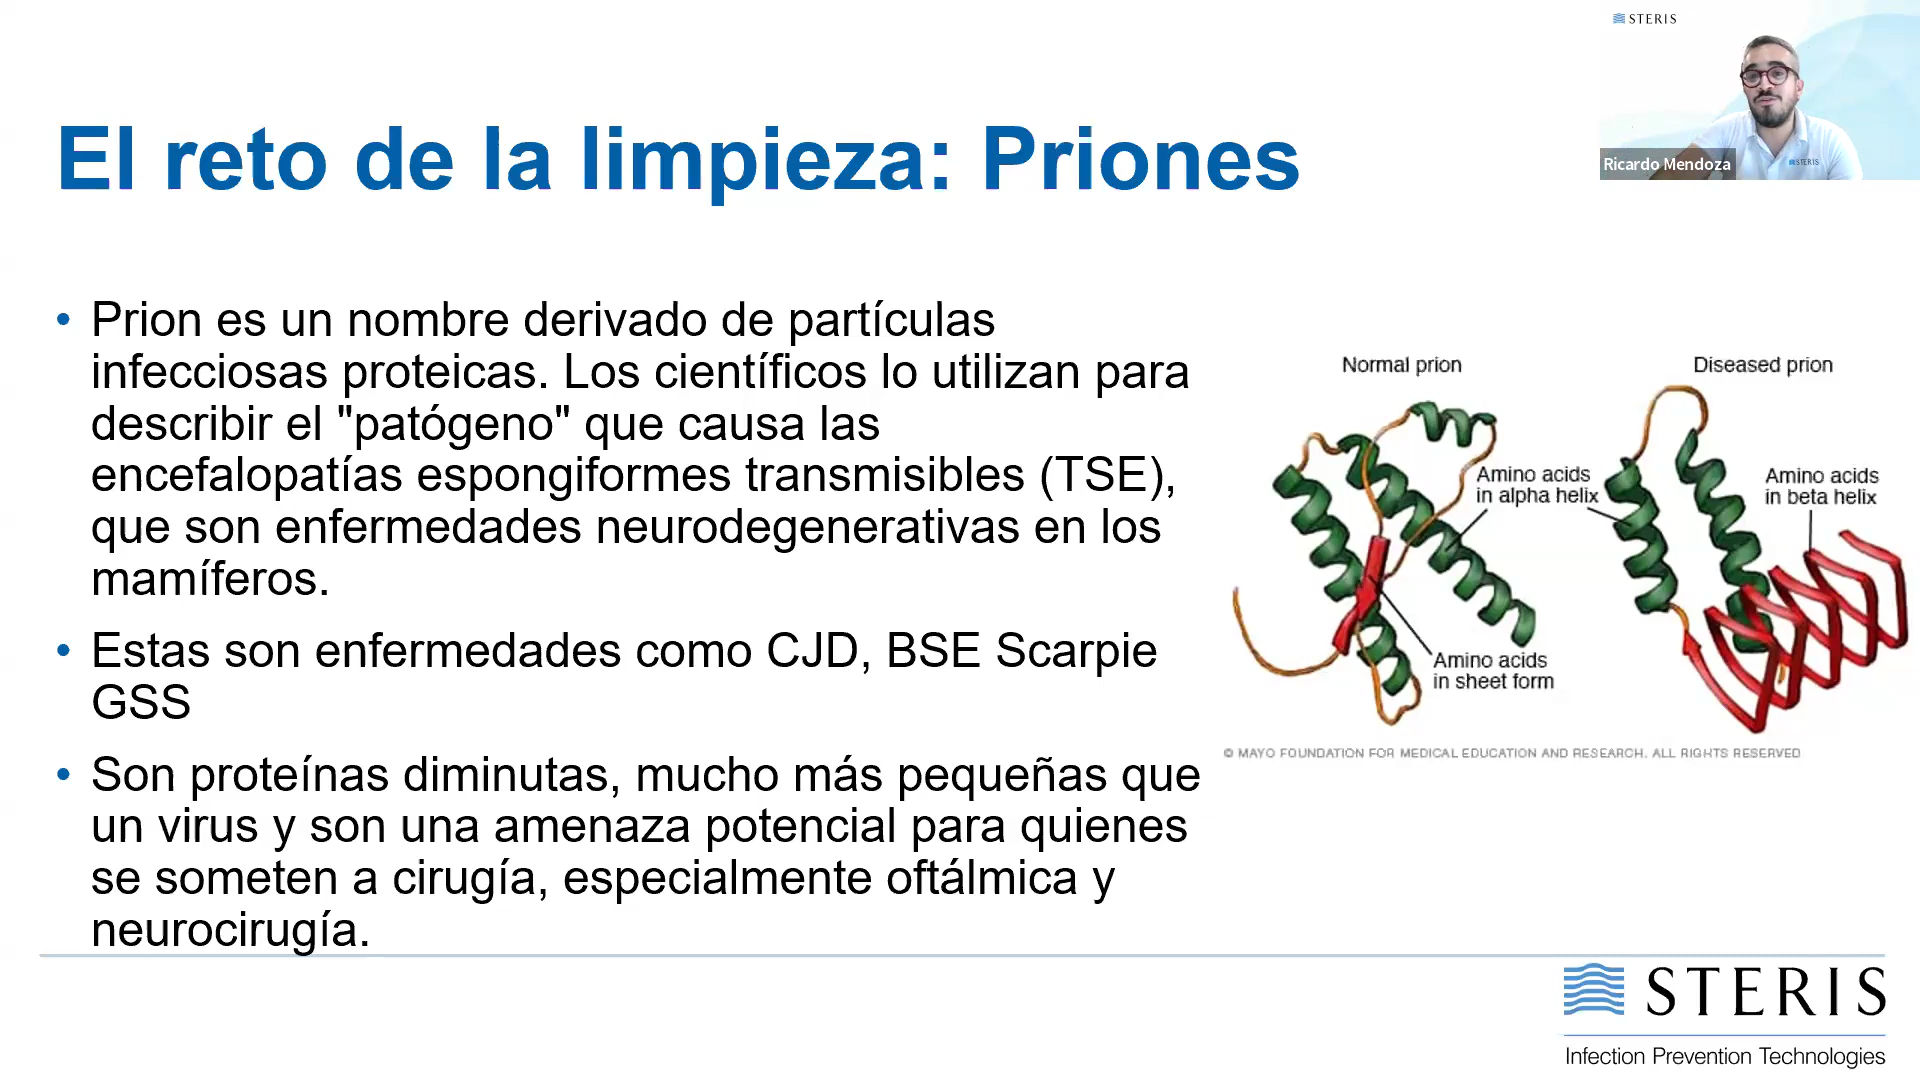 STERIS
Ricardo Mendoza
STERIS
El reto de la limpieza: Priones
• Prion es un nombre derivado de partículas
infecciosas proteicas. Los científicos lo utilizan para
describir el "patógeno" que causa las
encefalopatías espongiformes transmisibles (TSE),
que son enfermedades neurodegenerativas en los
mamíferos.
• Estas son enfermedades como CJD, BSE Scarpie
GSS
• Son proteínas diminutas, mucho más pequeñas que
un virus y son una amenaza potencial para quienes
se someten a cirugía, especialmente oftálmica y
neurocirugía.
Normal prion
Diseased prion
Amino acids
in alpha helix
Amino acids
in beta helix
Amino acids
in sheet form
© MAYO FOUNDATION FOR MEDICAL EDUCATION AND RESEARCH. ALL RIGHTS RESERVED
STERIS
Infection Prevention Technologies